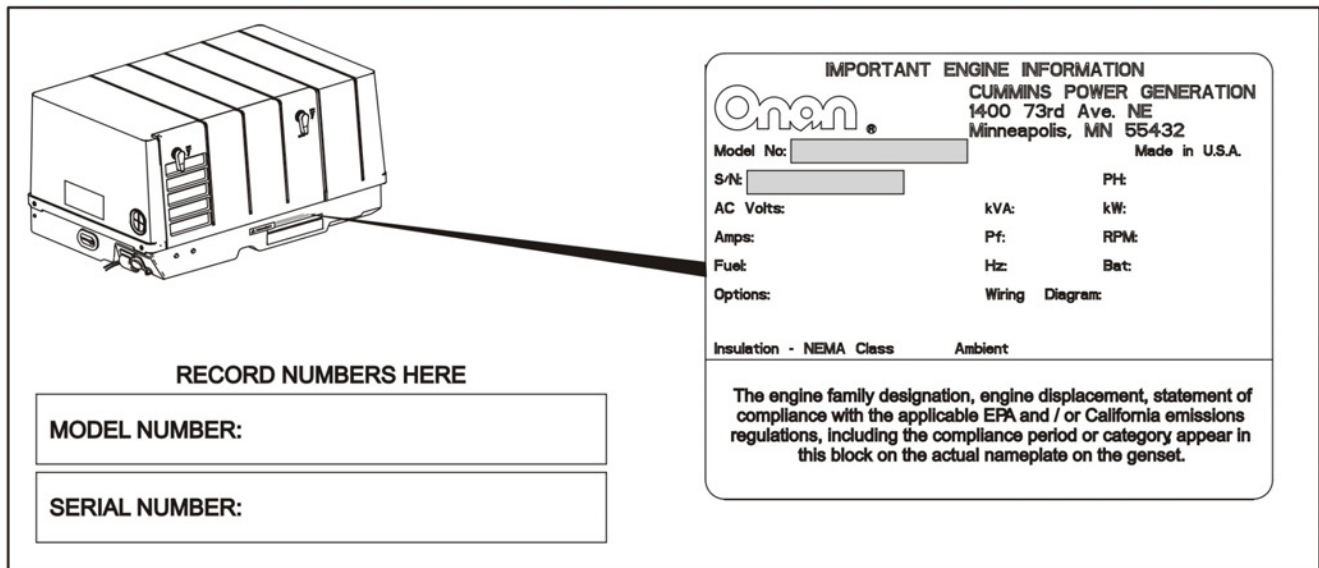 IMPORTANT ENGINE INFORMATION
Onan ®
CUMMINS POWER GENERATION
1400 73rd Ave. NE
Minneapolis, MN 55432
Model No:
Made in U.S.A.
S/N:
PH:
AC Volts:
kVA:
kW:
Amps:
Pf:
RPM:
Fuel:
Hz:
Bat:
Options:
Wiring Diagram:
Insulation - NEMA Class
Ambient
The engine family designation, engine displacement, statement of
compliance with the applicable EPA and / or California emissions
regulations, including the compliance period or category, appear in
this block on the actual nameplate on the genset.
RECORD NUMBERS HERE
MODEL NUMBER:
SERIAL NUMBER: